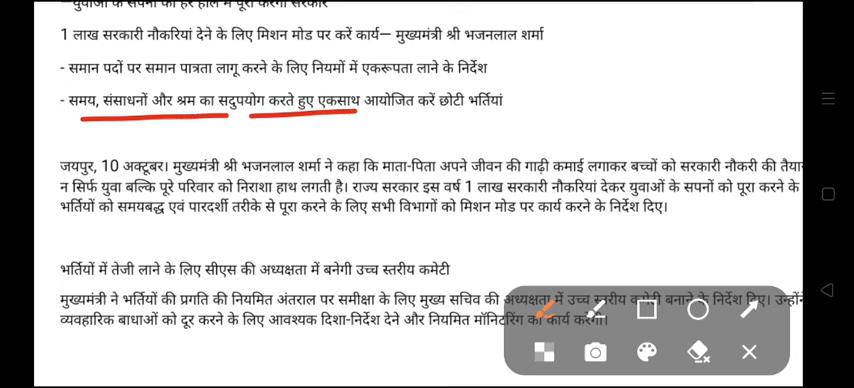 —युवाओं के सपनों को हर हाल में पूरा करेगी सरकार
1 लाख सरकारी नौकरियां देने के लिए मिशन मोड पर करें कार्य— मुख्यमंत्री श्री भजनलाल शर्मा
- समान पदों पर समान पात्रता लागू करने के लिए नियमों में एकरूपता लाने के निर्देश
- समय, संसाधनों और श्रम का सदुपयोग करते हुए एकसाथ आयोजित करें छोटी भर्तियां
जयपुर, 10 अक्टूबर। मुख्यमंत्री श्री भजनलाल शर्मा ने कहा कि माता-पिता अपने जीवन की गाढ़ी कमाई लगाकर बच्चों को सरकारी नौकरी की तैया
न सिर्फ युवा बल्कि पूरे परिवार को निराशा हाथ लगती है। राज्य सरकार इस वर्ष 1 लाख सरकारी नौकरियां देकर युवाओं के सपनों को पूरा करने के
भर्तियों को समयबद्ध एवं पारदर्शी तरीके से पूरा करने के लिए सभी विभागों को मिशन मोड पर कार्य करने के निर्देश दिए।
भर्तियों में तेजी लाने के लिए सीएस की अध्यक्षता में बनेगी उच्च स्तरीय कमेटी
मुख्यमंत्री ने भर्तियों की प्रगति की नियमित अंतराल पर समीक्षा के लिए मुख्य सचिव की अध्यक्षता में उच्च स्तरीय कमेटी बनाने के निर्देश दिए। उन्होंने
व्यवहारिक बाधाओं को दूर करने के लिए आवश्यक दिशा-निर्देश देने और नियमित मॉनिटरिंग का कार्य करेगी।